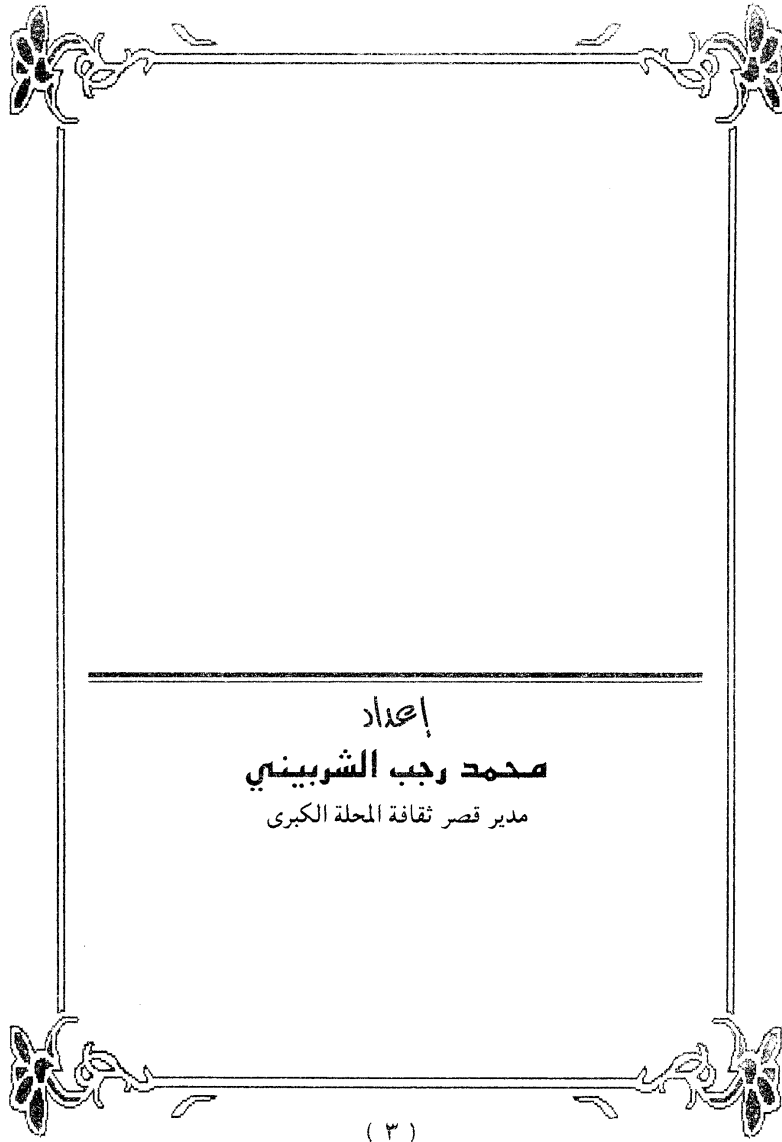 إعداد
محمد رجب الشربيني
مدير قصر ثقافة المحلة الكبرى
( ٣ )